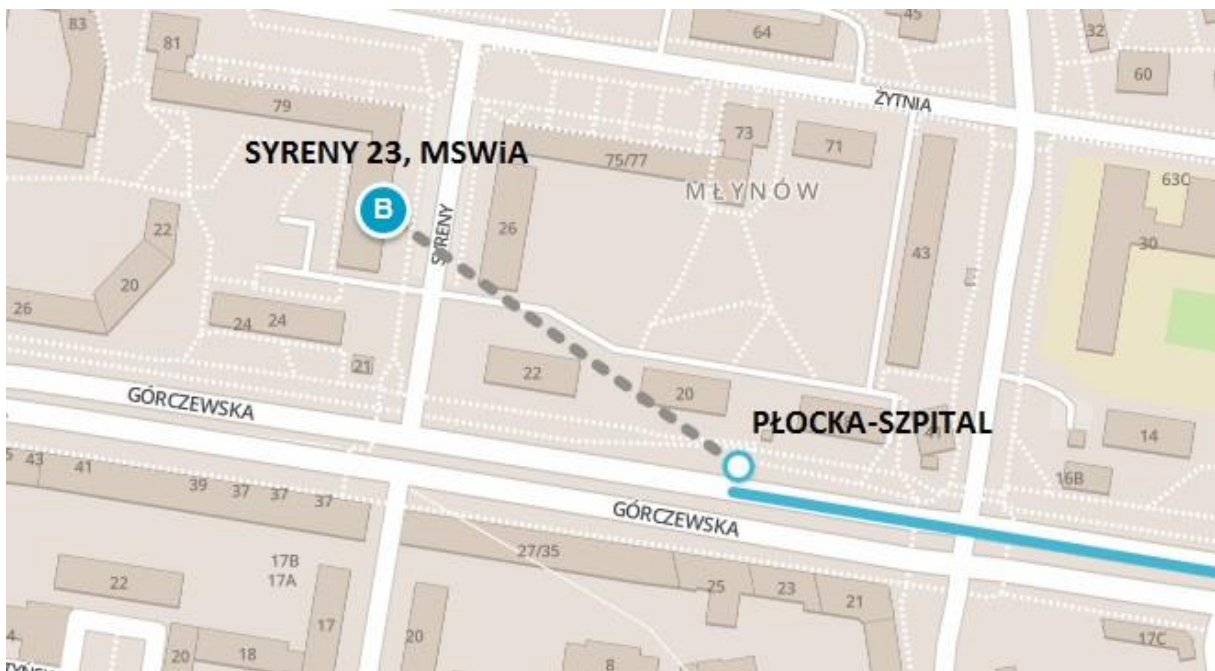 83
81
64
45
32
60
79
ŻYTNIA
SYRENY 23, MSWiA
75/77
73
71
63C
MŁYNÓW
B
22
SYRENY
26
43
30
20
26
24 24
21
22
20
GÓRCZEWSKA
PŁOCKA-SZPITAL
41
14
43
41
39 37 37 37
16B
GÓRCZEWSKA
27/35
17B
17A
22
25
23
21
17
20
20
18
8
17C